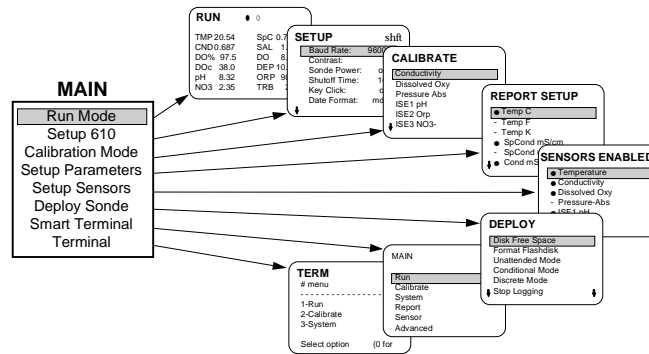 MAIN
Run Mode
Setup 610
Calibration Mode
Setup Parameters
Setup Sensors
Deploy Sonde
Smart Terminal
Terminal
RUN 0
TMP 20.54 SpC 0.7
CND 0.687 SAL 1.
DO% 97.5 DO 8.
DOc 38.0 DEP 10.
pH 8.32 ORP 90
NO3 2.35 TRB
SETUP shft
Baud Rate: 9600
Contrast:
Sonde Power: o
Shutoff Time: 10
Key Click: o
Date Format: md
CALIBRATE
Conductivity
Dissolved Oxy
Pressure Abs
ISE1 pH
ISE2 Orp
ISE3 NO3-
REPORT SETUP
● Temp C
- Temp F
- Temp K
● SpCond mS/cm
- SpCond
● Cond mS
SENSORS ENABLED
● Temperature
● Conductivity
● Dissolved Oxy
- Pressure-Abs
● ISE1 pH
DEPLOY
Disk Free Space
Format Flashdisk
Unattended Mode
Conditional Mode
Discrete Mode
Stop Logging
MAIN
Run
Calibrate
System
Report
Sensor
Advanced
TERM
# menu
- - - - - - - - - - - - - - - - -
1-Run
2-Calibrate
3-System
Select option (0 for